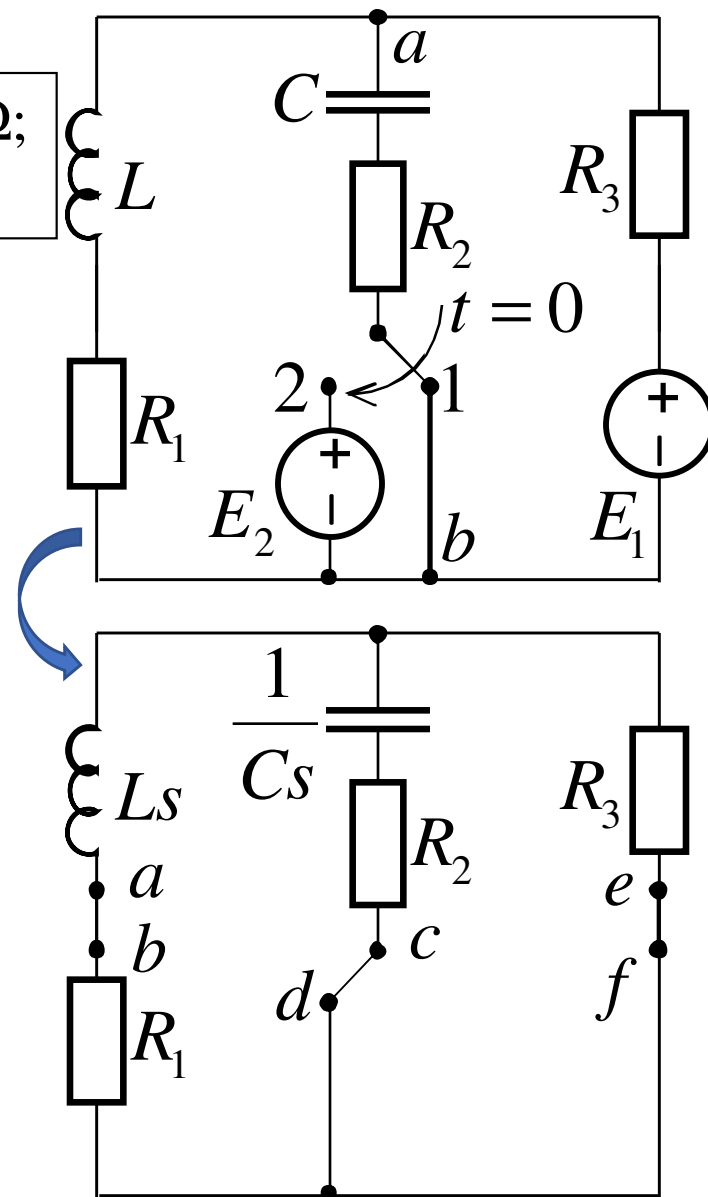 a
C
Ω;
L
R₃
R₂
t = 0
2
1
R₁
+
−
+
−
E₂
b
E₁
1
Cs
Ls
R₃
R₂
a
e
b
c
d
f
R₁